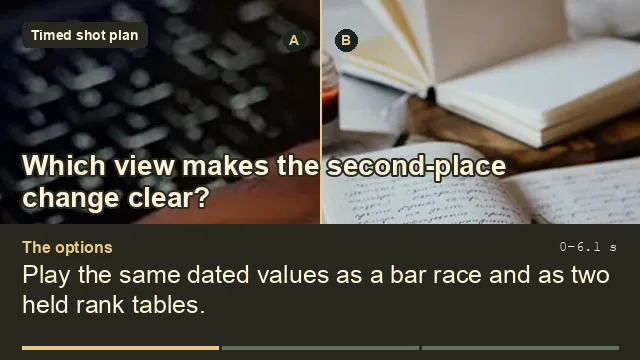 Timed shot plan
A
B
Which view makes the second-place
change clear?
The options
0–6.1 s
Play the same dated values as a bar race and as two
held rank tables.